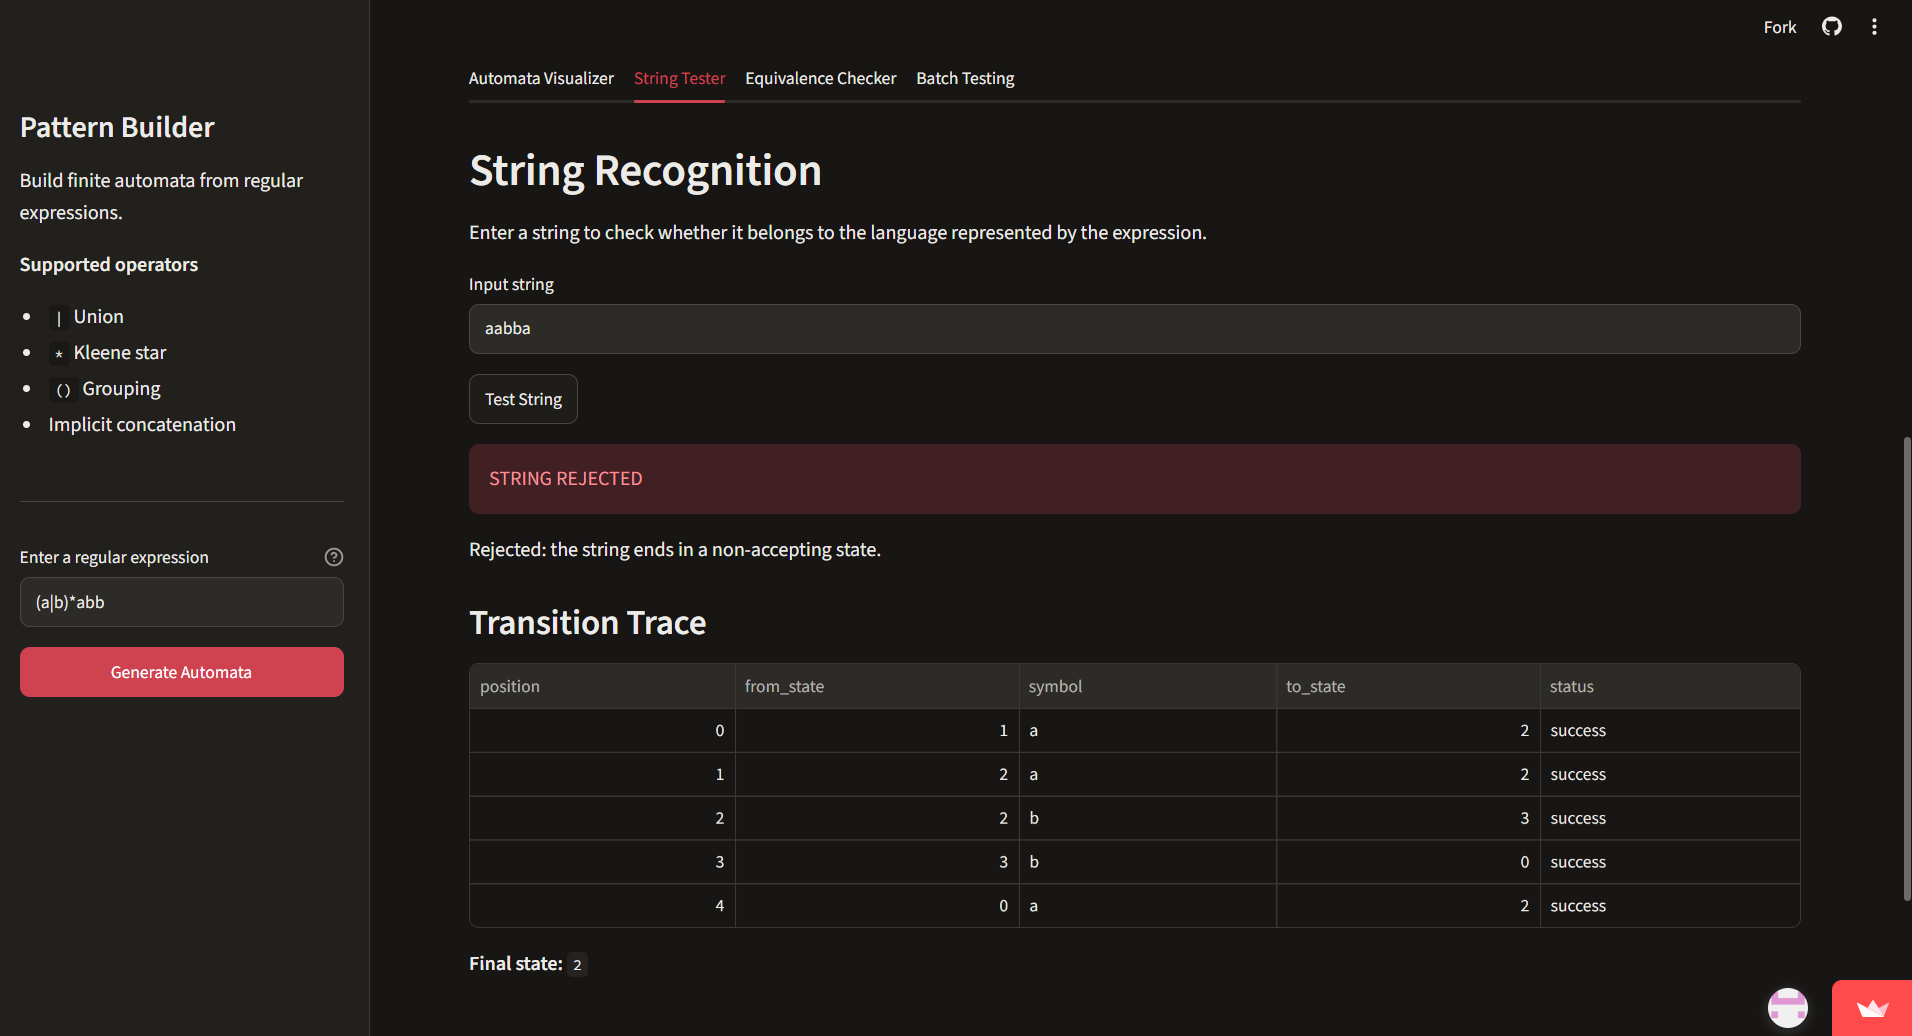 Fork
Automata Visualizer String Tester Equivalence Checker Batch Testing
Pattern Builder
Build finite automata from regular
expressions.
Supported operators
| Union
* Kleene star
() Grouping
Implicit concatenation
Enter a regular expression
(a|b)*abb
Generate Automata
String Recognition
Enter a string to check whether it belongs to the language represented by the expression.
Input string
aabba
Test String
STRING REJECTED
Rejected: the string ends in a non-accepting state.
Transition Trace
position from_state symbol to_state status
0 1 a 2 success
1 2 a 2 success
2 2 b 3 success
3 3 b 0 success
4 0 a 2 success
Final state: 2